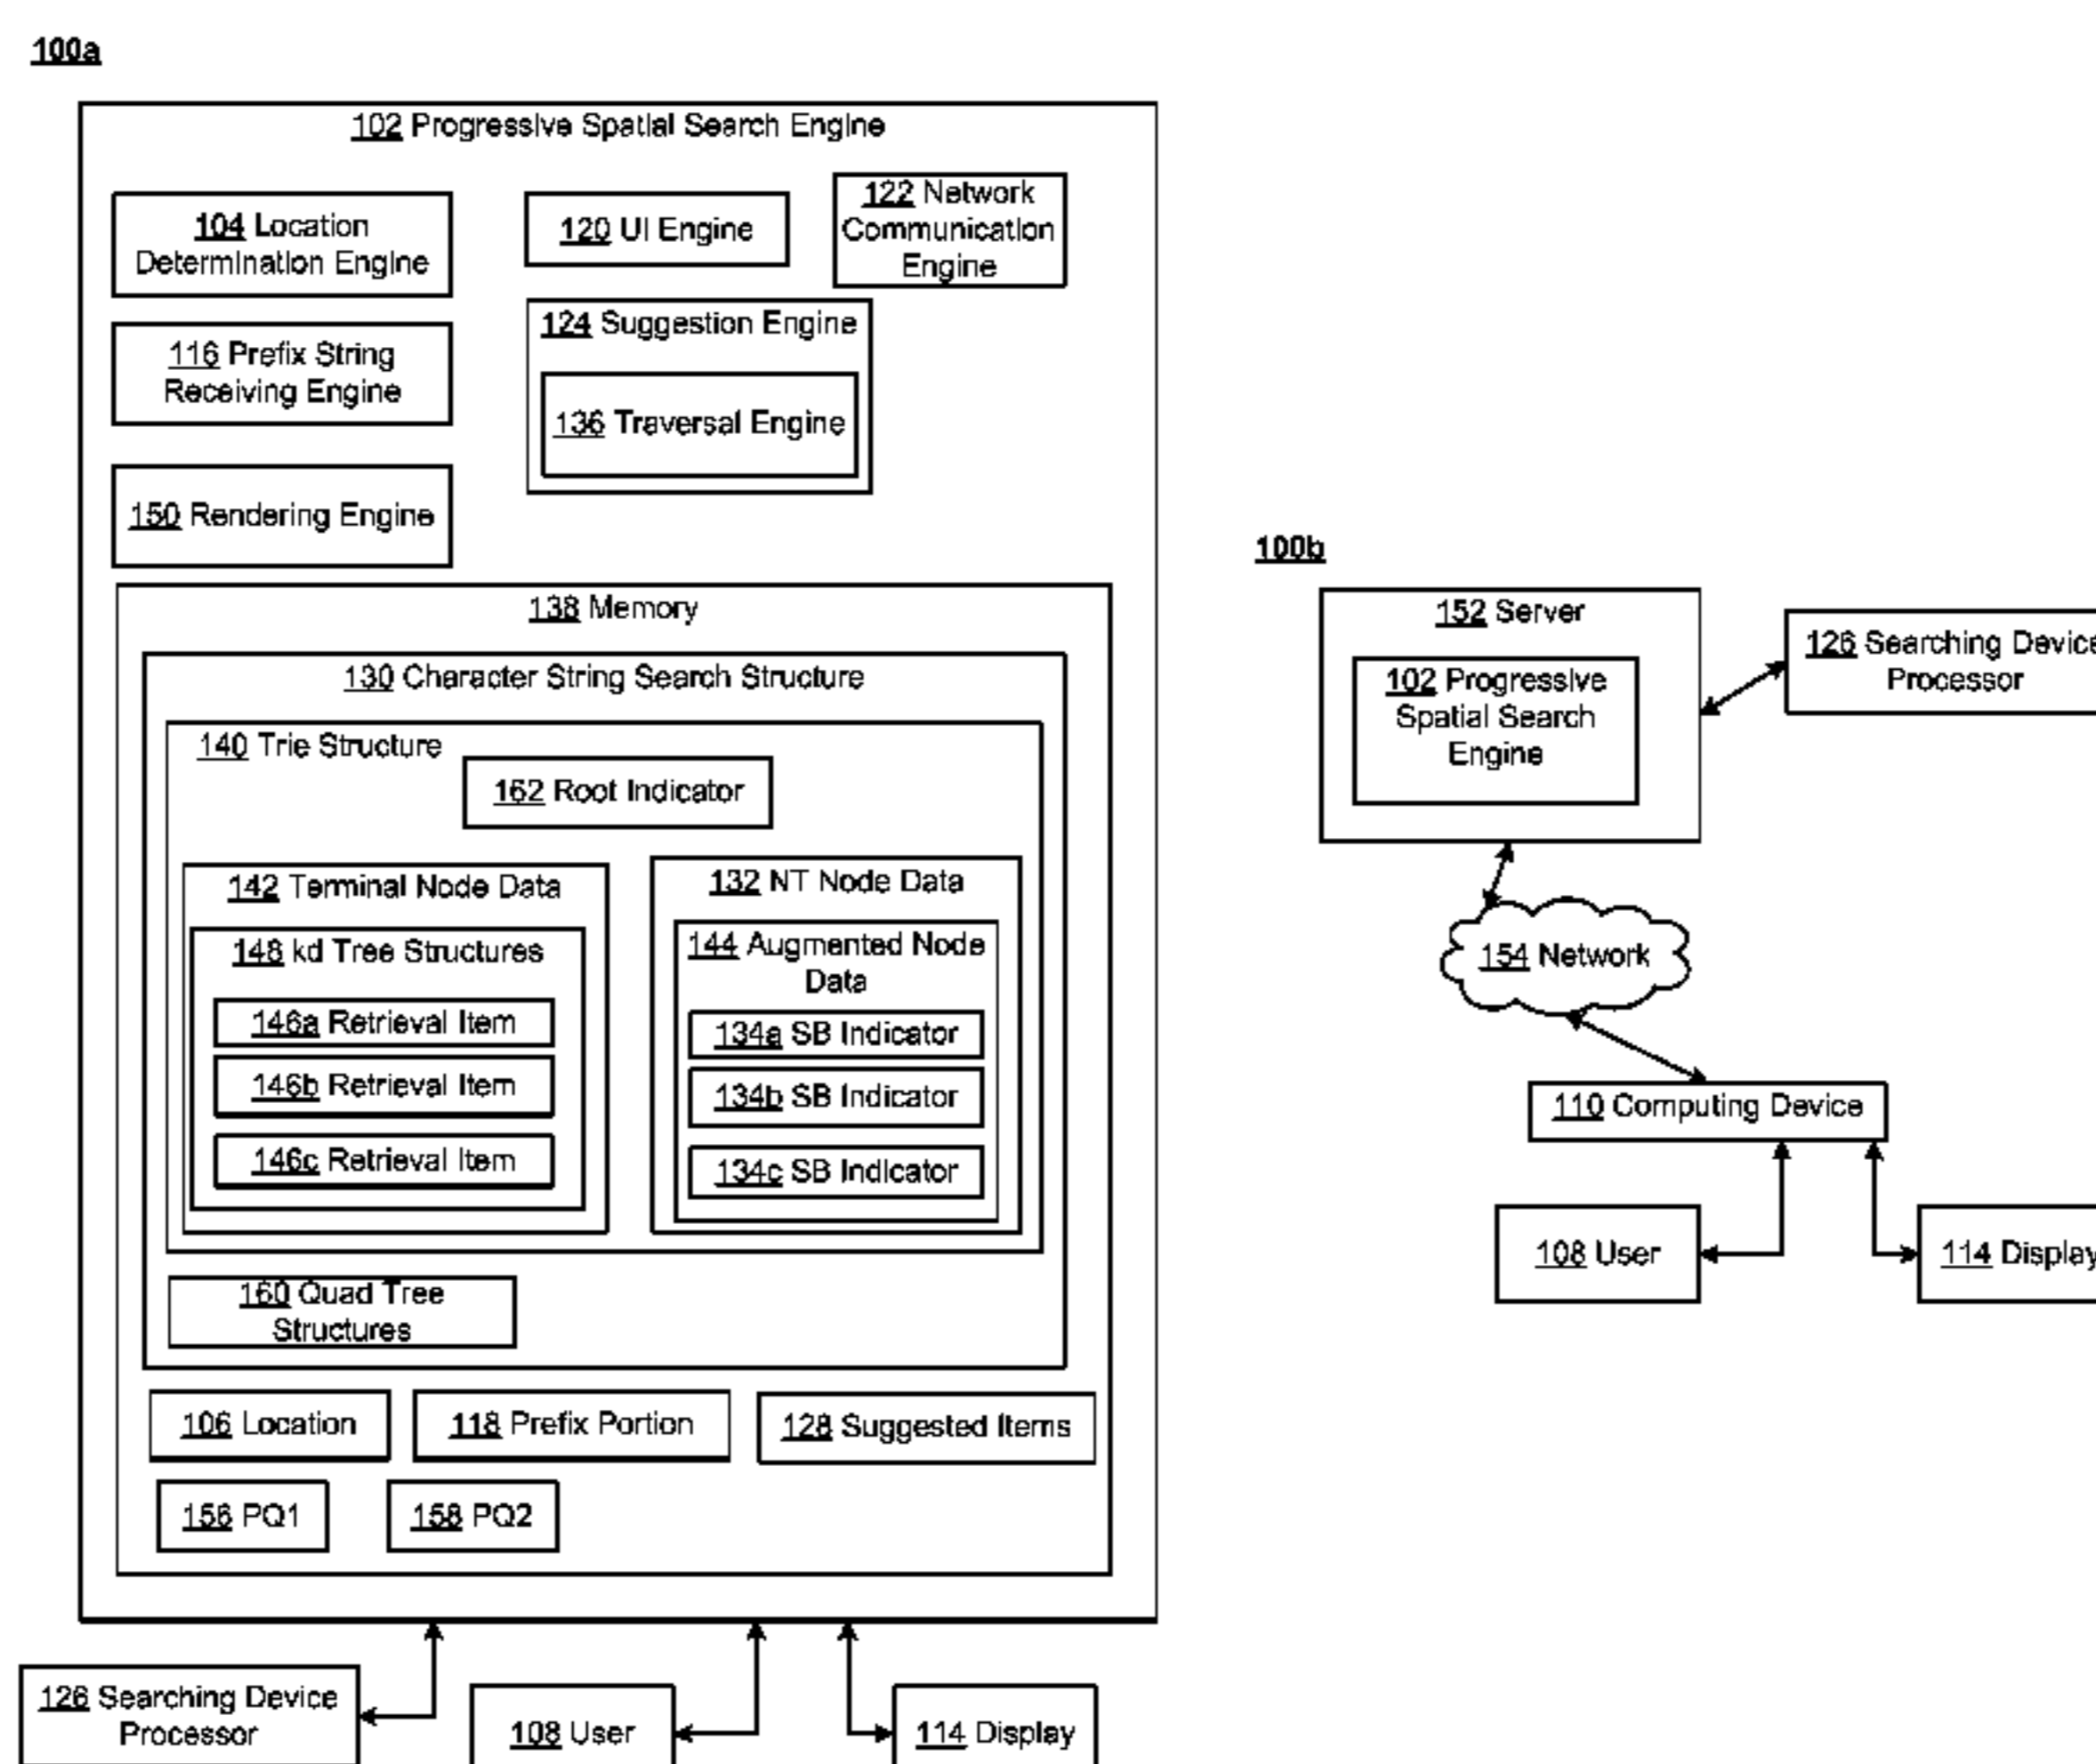 100a
102 Progressive Spatial Search Engine
104 Location
Determination Engine
120 UI Engine
122 Network
Communication
Engine
116 Prefix String
Receiving Engine
124 Suggestion Engine
136 Traversal Engine
150 Rendering Engine
138 Memory
130 Character String Search Structure
140 Trie Structure
162 Root Indicator
142 Terminal Node Data
148 kd Tree Structures
146a Retrieval Item
146b Retrieval Item
146c Retrieval Item
132 NT Node Data
144 Augmented Node
Data
134a SB Indicator
134b SB Indicator
134c SB Indicator
160 Quad Tree
Structures
106 Location
118 Prefix Portion
128 Suggested Items
156 PQ1
158 PQ2
126 Searching Device
Processor
108 User
114 Display
100b
152 Server
102 Progressive
Spatial Search
Engine
126 Searching Device
Processor
154 Network
110 Computing Device
108 User
114 Display